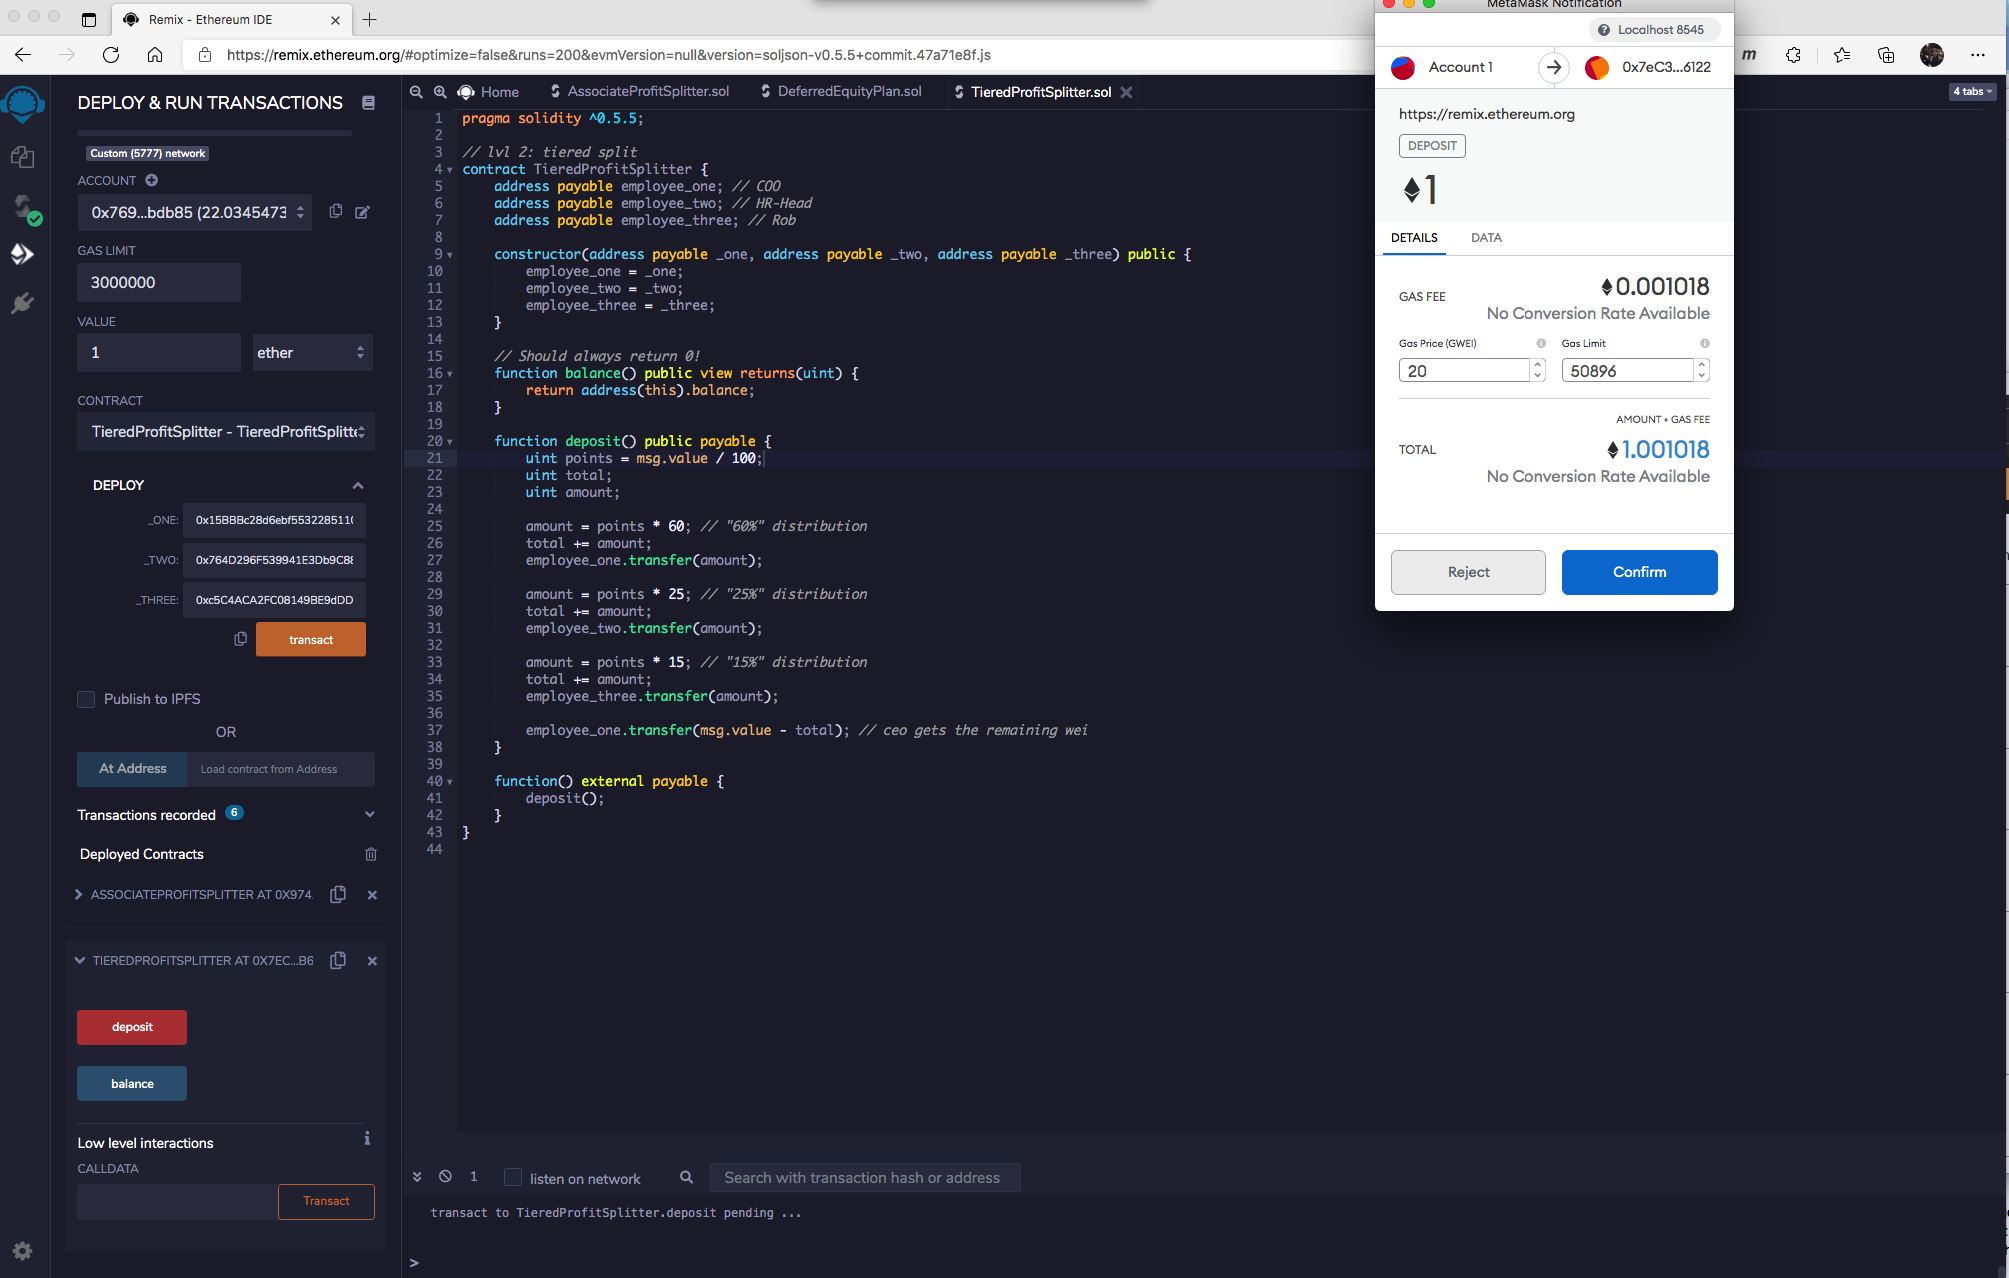 Remix - Ethereum IDE
https://remix.ethereum.org/#optimize=false&runs=200&evmVersion=null&version=soljson-v0.5.5+commit.47a71e8f.js
DEPLOY & RUN TRANSACTIONS
Custom (5777) network
ACCOUNT
0x769...bdb85 (22.0345473
GAS LIMIT
3000000
VALUE
1
ether
CONTRACT
TieredProfitSplitter - TieredProfitSplitte
DEPLOY
_ONE: 0x15BBBc28d6ebf5532285110
_TWO: 0x764D296F539941E3Db9C88
_THREE: 0xc5C4ACA2FC08149BE9dDD
transact
Publish to IPFS
OR
At Address
Load contract from Address
Transactions recorded 6
Deployed Contracts
ASSOCIATEPROFITSPLITTER AT 0X974
TIEREDPROFITSPLITTER AT 0X7EC...B6
deposit
balance
Low level interactions
CALLDATA
Transact
Home
AssociateProfitSplitter.sol
DeferredEquityPlan.sol
TieredProfitSplitter.sol
4 tabs
1 pragma solidity ^0.5.5;
2
3 // lvl 2: tiered split
4 contract TieredProfitSplitter {
5 address payable employee_one; // COO
6 address payable employee_two; // HR-Head
7 address payable employee_three; // Rob
8
9 constructor(address payable _one, address payable _two, address payable _three) public {
10 employee_one = _one;
11 employee_two = _two;
12 employee_three = _three;
13 }
14
15 // Should always return 0!
16 function balance() public view returns(uint) {
17 return address(this).balance;
18 }
19
20 function deposit() public payable {
21 uint points = msg.value / 100;
22 uint total;
23 uint amount;
24
25 amount = points * 60; // "60%" distribution
26 total += amount;
27 employee_one.transfer(amount);
28
29 amount = points * 25; // "25%" distribution
30 total += amount;
31 employee_two.transfer(amount);
32
33 amount = points * 15; // "15%" distribution
34 total += amount;
35 employee_three.transfer(amount);
36
37 employee_one.transfer(msg.value - total); // ceo gets the remaining wei
38 }
39
40 function() external payable {
41 deposit();
42 }
43 }
44
1
listen on network
Search with transaction hash or address
transact to TieredProfitSplitter.deposit pending ...
>
MetaMask Notification
Localhost 8545
Account 1
0x7eC3...6122
https://remix.ethereum.org
DEPOSIT
1
DETAILS
DATA
GAS FEE
0.001018
No Conversion Rate Available
Gas Price (GWEI)
Gas Limit
20
50896
AMOUNT + GAS FEE
TOTAL
1.001018
No Conversion Rate Available
Reject
Confirm